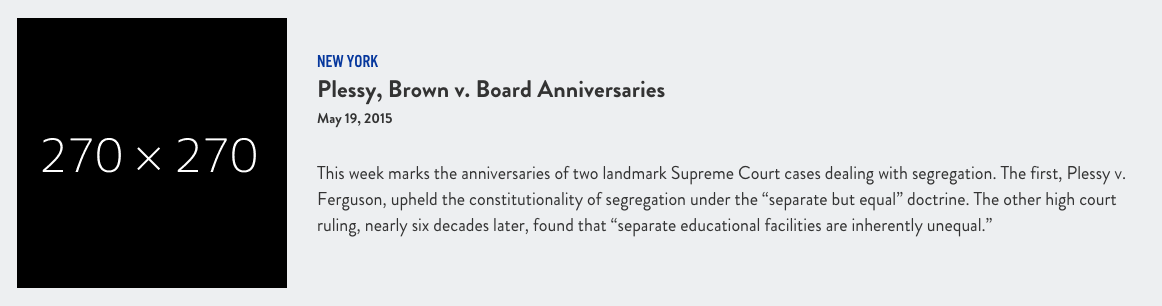 270 × 270
NEW YORK
Plessy, Brown v. Board Anniversaries
May 19, 2015
This week marks the anniversaries of two landmark Supreme Court cases dealing with segregation. The first, Plessy v.
Ferguson, upheld the constitutionality of segregation under the “separate but equal” doctrine. The other high court
ruling, nearly six decades later, found that “separate educational facilities are inherently unequal.”